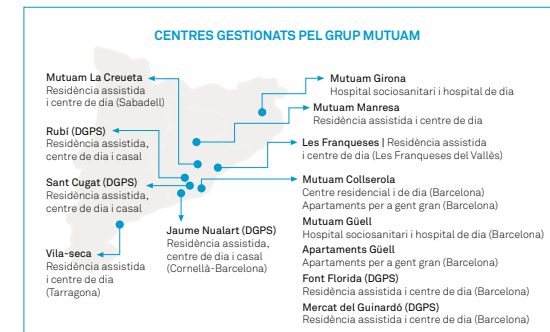 CENTRES GESTIONATS PEL GRUP MUTUAM
Mutuam La Creueta
Residència assistida
i centre de dia (Sabadell)
Rubí (DGPS)
Residència assistida,
centre de dia i casal
Sant Cugat (DGPS)
Residència assistida,
centre de dia i casal
Vila-seca
Residència assistida
i centre de dia
(Tarragona)
Jaume Nualart (DGPS)
Residència assistida,
centre de dia i casal
(Cornellà-Barcelona)
Mutuam Girona
Hospital sociosanitari i hospital de dia
Mutuam Manresa
Residència assistida i centre de dia
Les Franqueses | Residència assistida
i centre de dia (Les Franqueses del Vallès)
Mutuam Collserola
Centre residencial i de dia (Barcelona)
Apartaments per a gent gran (Barcelona)
Mutuam Güell
Hospital sociosanitari i hospital de dia (Barcelona)
Apartaments Güell
Apartaments per a gent gran (Barcelona)
Font Florida (DGPS)
Residència assistida i centre de dia (Barcelona)
Mercat del Guinardó (DGPS)
Residència assistida i centre de dia (Barcelona)